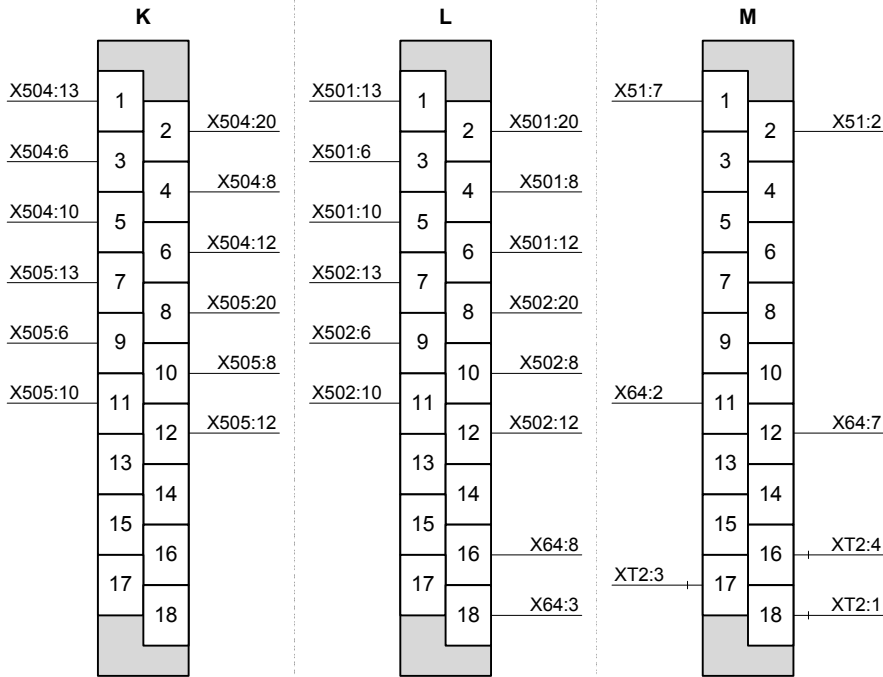 K
X504:13
1
2
X504:20
X504:6
3
4
X504:8
X504:10
5
6
X504:12
X505:13
7
8
X505:20
X505:6
9
10
X505:8
X505:10
11
12
X505:12
13
14
15
16
17
18
L
X501:13
1
2
X501:20
X501:6
3
4
X501:8
X501:10
5
6
X501:12
X502:13
7
8
X502:20
X502:6
9
10
X502:8
X502:10
11
12
X502:12
13
14
15
16
X64:8
17
18
X64:3
M
X51:7
1
2
X51:2
3
4
5
6
7
8
9
10
X64:2
11
12
X64:7
13
14
15
16
XT2:4
XT2:3
17
18
XT2:1